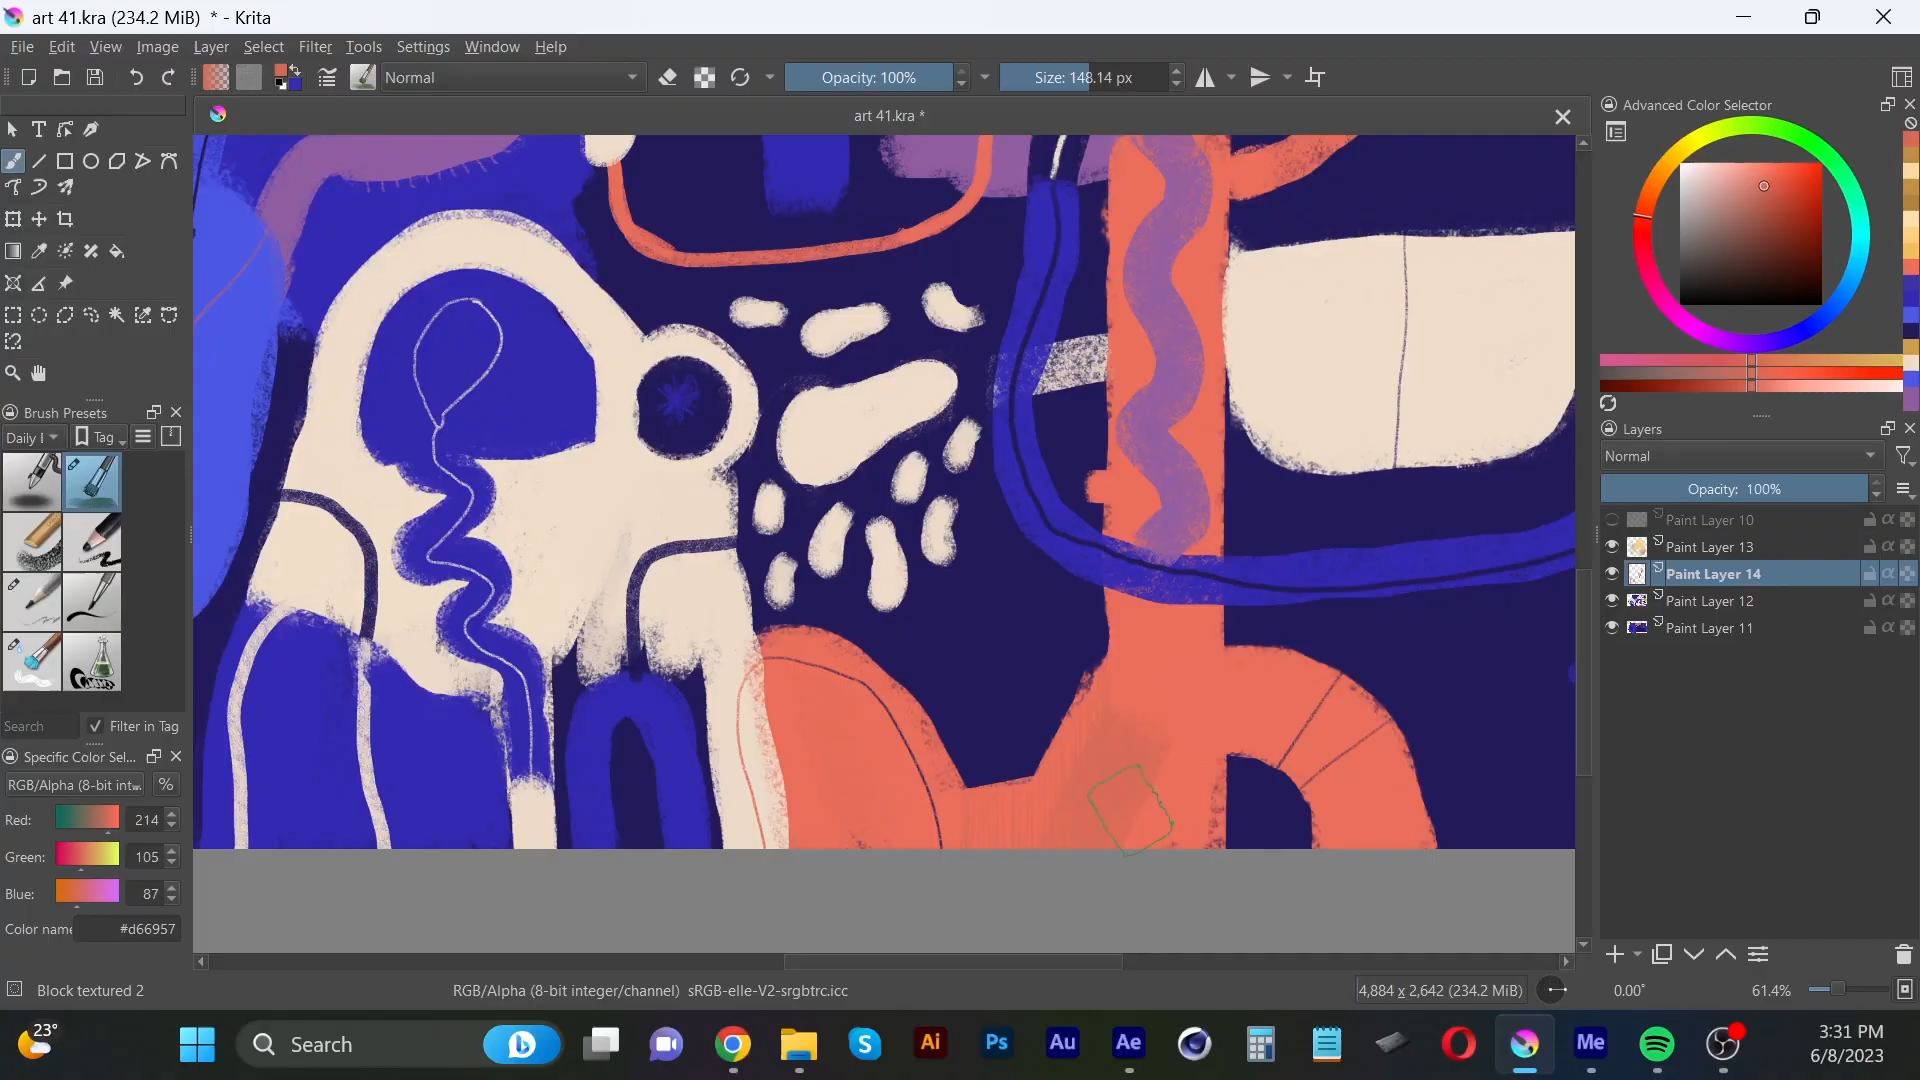 art 41.kra (234.2 MiB) * - Krita
File Edit View Image Layer Select Filter Tools Settings Window Help
Normal Opacity: 100% Size: 148.14 px
art 41.kra *
Advanced Color Selector
Brush Presets
Daily I Tag
Search Filter in Tag
Specific Color Sel...
RGB/Alpha (8-bit int... %
Red: 214
Green: 105
Blue: 87
Color name #d66957
Layers
Normal
Opacity: 100%
Paint Layer 10
Paint Layer 13
Paint Layer 14
Paint Layer 12
Paint Layer 11
Block textured 2 RGB/Alpha (8-bit integer/channel) sRGB-elle-V2-srgbtrc.icc 4,884 x 2,642 (234.2 MiB) 0.00° 61.4%
23° Search Ai Ps Au Ae Me 3:31 PM
6/8/2023